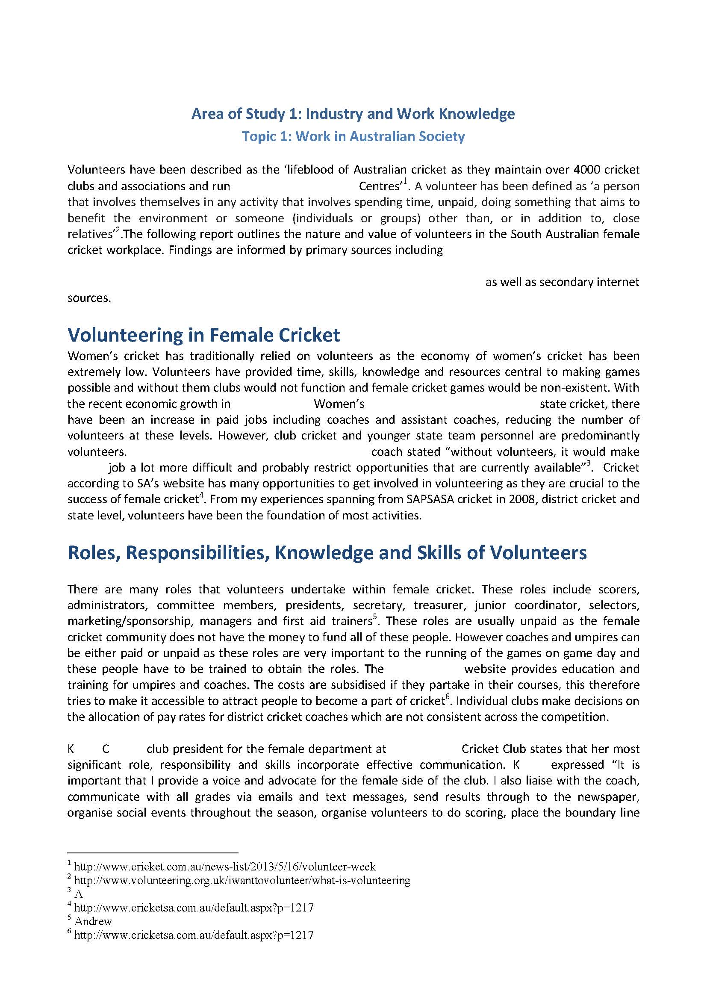 Area of Study 1: Industry and Work Knowledge
Topic 1: Work in Australian Society
Volunteers have been described as the ‘lifeblood of Australian cricket as they maintain over 4000 cricket
clubs and associations and run Centres’1. A volunteer has been defined as ‘a person
that involves themselves in any activity that involves spending time, unpaid, doing something that aims to
benefit the environment or someone (individuals or groups) other than, or in addition to, close
relatives’2.The following report outlines the nature and value of volunteers in the South Australian female
cricket workplace. Findings are informed by primary sources including
as well as secondary internet
sources.
Volunteering in Female Cricket
Women’s cricket has traditionally relied on volunteers as the economy of women’s cricket has been
extremely low. Volunteers have provided time, skills, knowledge and resources central to making games
possible and without them clubs would not function and female cricket games would be non-existent. With
the recent economic growth in Women’s state cricket, there
have been an increase in paid jobs including coaches and assistant coaches, reducing the number of
volunteers at these levels. However, club cricket and younger state team personnel are predominantly
volunteers. coach stated “without volunteers, it would make
job a lot more difficult and probably restrict opportunities that are currently available”3. Cricket
according to SA’s website has many opportunities to get involved in volunteering as they are crucial to the
success of female cricket4. From my experiences spanning from SAPSASA cricket in 2008, district cricket and
state level, volunteers have been the foundation of most activities.
Roles, Responsibilities, Knowledge and Skills of Volunteers
There are many roles that volunteers undertake within female cricket. These roles include scorers,
administrators, committee members, presidents, secretary, treasurer, junior coordinator, selectors,
marketing/sponsorship, managers and first aid trainers5. These roles are usually unpaid as the female
cricket community does not have the money to fund all of these people. However coaches and umpires can
be either paid or unpaid as these roles are very important to the running of the games on game day and
these people have to be trained to obtain the roles. The website provides education and
training for umpires and coaches. The costs are subsidised if they partake in their courses, this therefore
tries to make it accessible to attract people to become a part of cricket6. Individual clubs make decisions on
the allocation of pay rates for district cricket coaches which are not consistent across the competition.
K C club president for the female department at Cricket Club states that her most
significant role, responsibility and skills incorporate effective communication. K expressed “It is
important that I provide a voice and advocate for the female side of the club. I also liaise with the coach,
communicate with all grades via emails and text messages, send results through to the newspaper,
organise social events throughout the season, organise volunteers to do scoring, place the boundary line
1 http://www.cricket.com.au/news-list/2013/5/16/volunteer-week
2 http://www.volunteering.org.uk/iwanttovolunteer/what-is-volunteering
3 A
4 http://www.cricketsa.com.au/default.aspx?p=1217
5 Andrew
6 http://www.cricketsa.com.au/default.aspx?p=1217